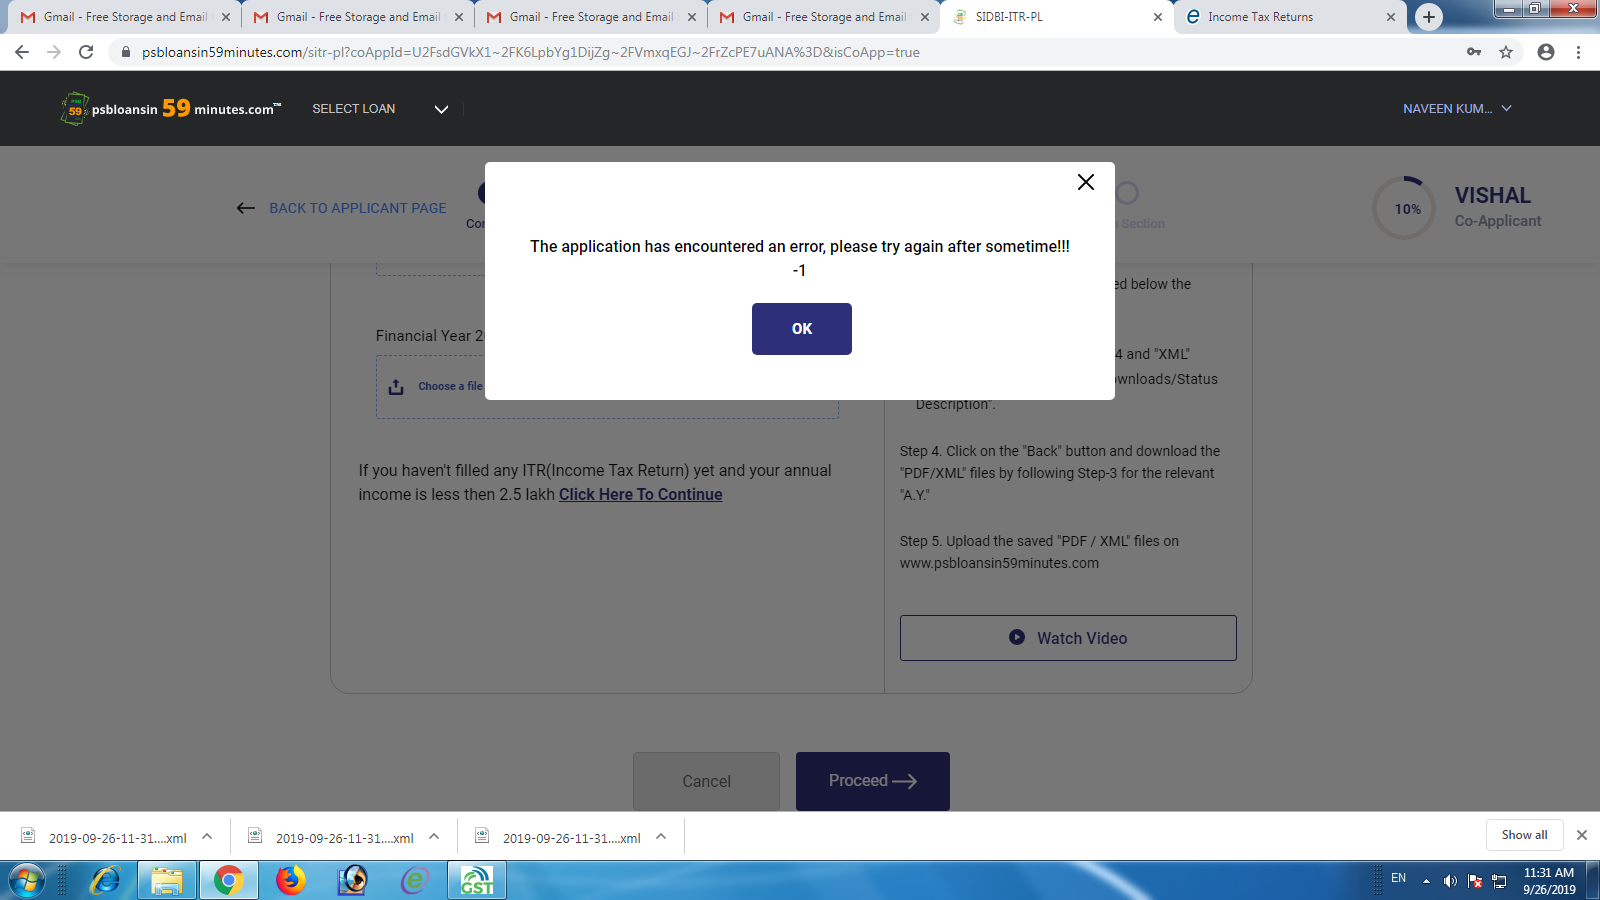 Gmail - Free Storage and Email
Gmail - Free Storage and Email
Gmail - Free Storage and Email
Gmail - Free Storage and Email
SIDBI-ITR-PL
Income Tax Returns
psbloansin59minutes.com/sitr-pl?coAppId=U2FsdGVkX1~2FK6LpbYg1DijZg~2FVmxqEGJ~2FrZcPE7uANA%3D&isCoApp=true
psbloansin 59 minutes.com™
SELECT LOAN
NAVEEN KUM...
BACK TO APPLICANT PAGE
Con
Section
10%
VISHAL
Co-Applicant
The application has encountered an error, please try again after sometime!!!
-1
OK
ed below the
Financial Year 2
4 and "XML"
Choose a file
wnloads/Status
Description".
If you haven't filled any ITR(Income Tax Return) yet and your annual
income is less then 2.5 lakh Click Here To Continue
Step 4. Click on the "Back" button and download the
"PDF/XML" files by following Step-3 for the relevant
"A.Y."
Step 5. Upload the saved "PDF / XML" files on
www.psbloansin59minutes.com
Watch Video
Cancel
Proceed
2019-09-26-11-31....xml
2019-09-26-11-31....xml
2019-09-26-11-31....xml
Show all
GST
EN
11:31 AM
9/26/2019